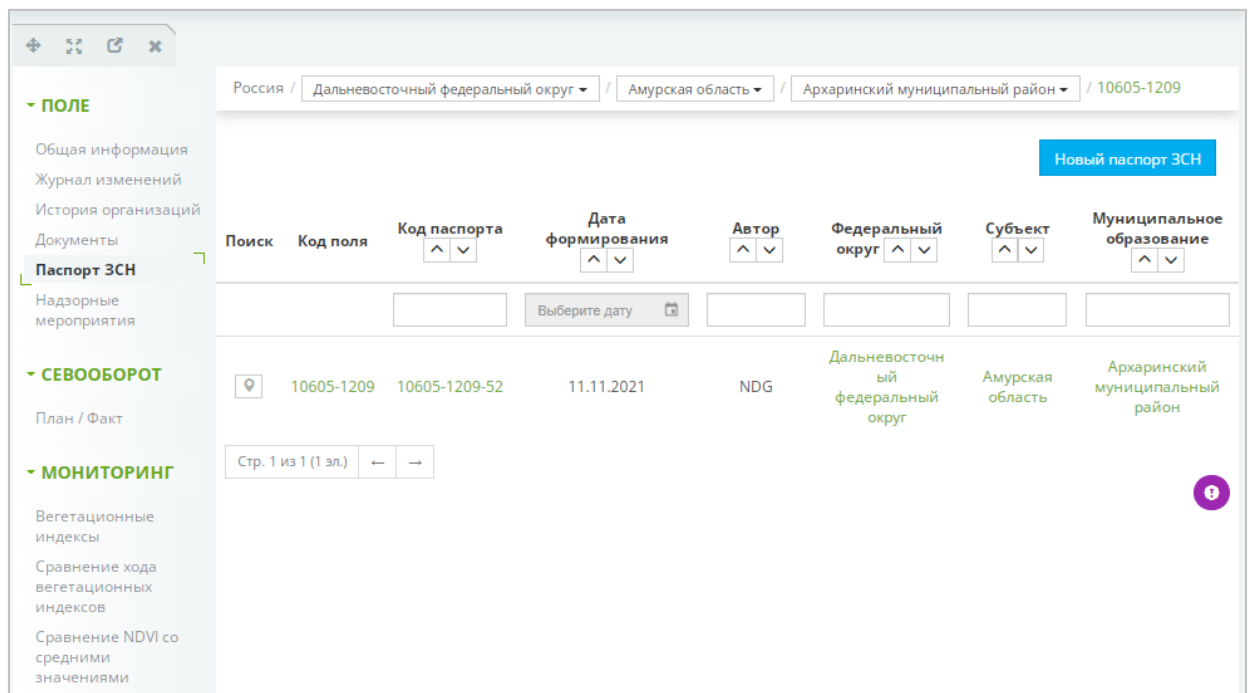 ПОЛЕ
Общая информация
Журнал изменений
История организаций
Документы
Паспорт ЗСН
Надзорные
мероприятия
СЕВООБОРОТ
План / Факт
МОНИТОРИНГ
Вегетационные
индексы
Сравнение хода
вегетационных
индексов
Сравнение NDVI со
средними
значениями
Россия / Дальневосточный федеральный округ / Амурская область / Архаринский муниципальный район / 10605-1209
Новый паспорт ЗСН
Поиск
Код поля
Код паспорта
Дата
формирования
Автор
Федеральный
округ
Субъект
Муниципальное
образование
Выберите дату
10605-1209
10605-1209-52
11.11.2021
NDG
Дальневосточн
ый
федеральный
округ
Амурская
область
Архаринский
муниципальный
район
Стр. 1 из 1 (1 эл.) ← →